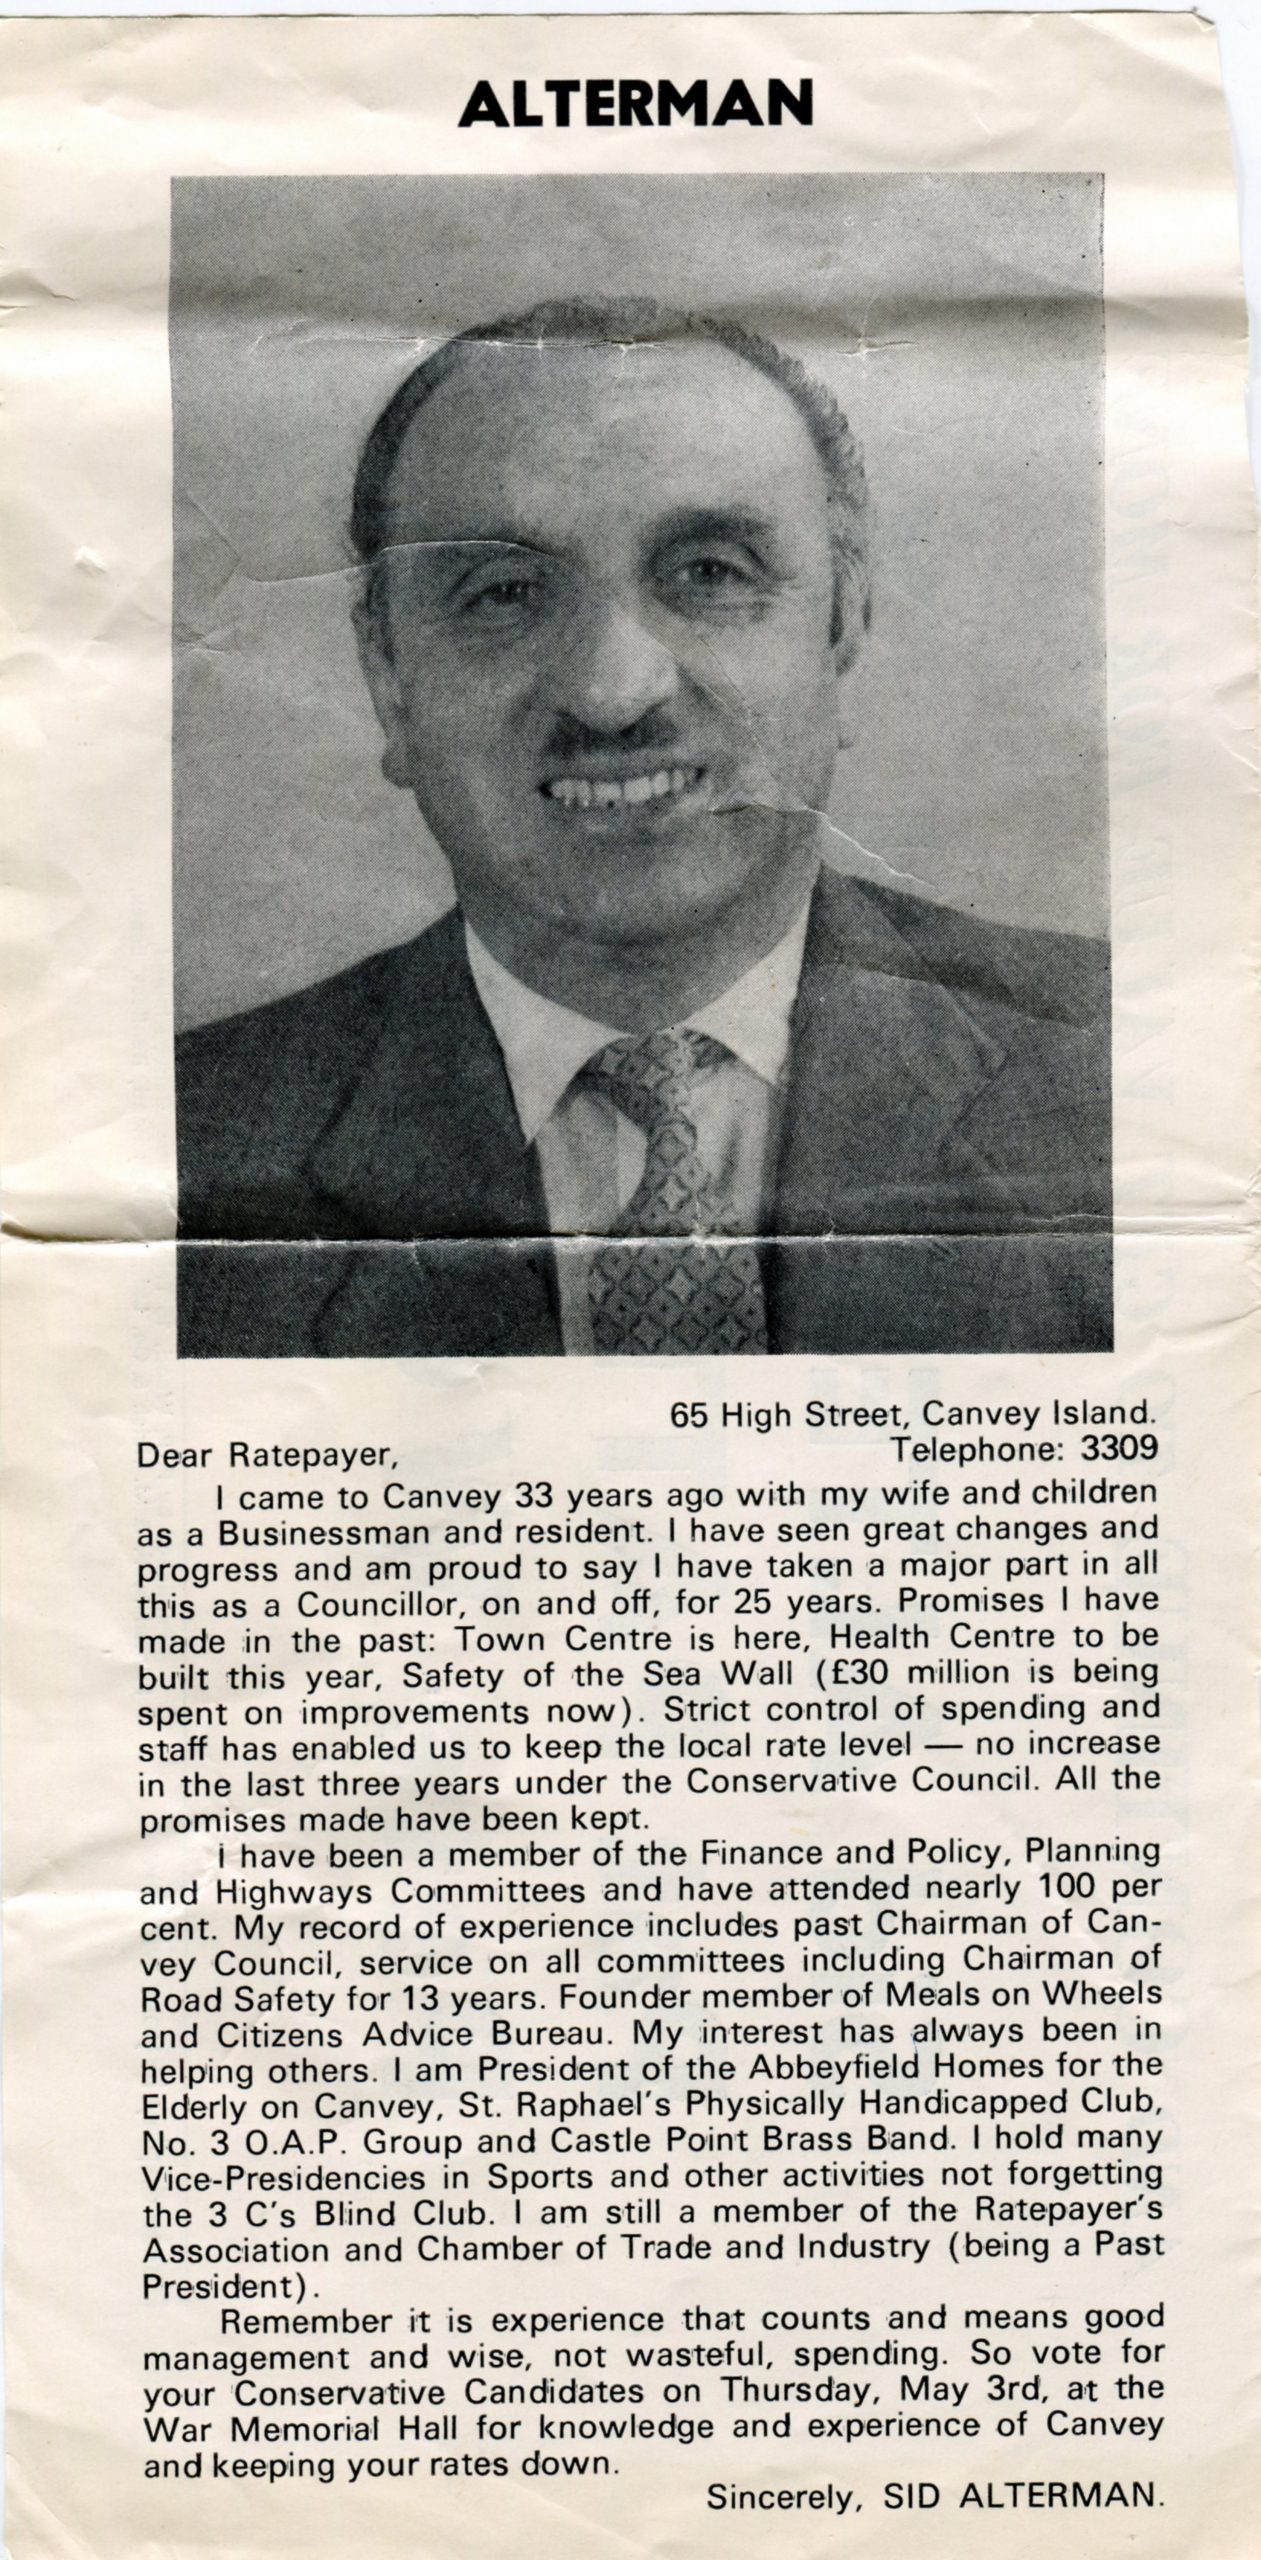 ALTERMAN
65 High Street, Canvey Island.
Telephone: 3309
Dear Ratepayer,
I came to Canvey 33 years ago with my wife and children
as a Businessman and resident. I have seen great changes and
progress and am proud to say I have taken a major part in all
this as a Councillor, on and off, for 25 years. Promises I have
made in the past: Town Centre is here, Health Centre to be
built this year, Safety of the Sea Wall (£30 million is being
spent on improvements now). Strict control of spending and
staff has enabled us to keep the local rate level — no increase
in the last three years under the Conservative Council. All the
promises made have been kept.
I have been a member of the Finance and Policy, Planning
and Highways Committees and have attended nearly 100 per
cent. My record of experience includes past Chairman of Can-
vey Council, service on all committees including Chairman of
Road Safety for 13 years. Founder member of Meals on Wheels
and Citizens Advice Bureau. My interest has always been in
helping others. I am President of the Abbeyfield Homes for the
Elderly on Canvey, St. Raphael's Physically Handicapped Club,
No. 3 O.A.P. Group and Castle Point Brass Band. I hold many
Vice-Presidencies in Sports and other activities not forgetting
the 3 C's Blind Club. I am still a member of the Ratepayer's
Association and Chamber of Trade and Industry (being a Past
President).
Remember it is experience that counts and means good
management and wise, not wasteful, spending. So vote for
your Conservative Candidates on Thursday, May 3rd, at the
War Memorial Hall for knowledge and experience of Canvey
and keeping your rates down.
Sincerely, SID ALTERMAN.